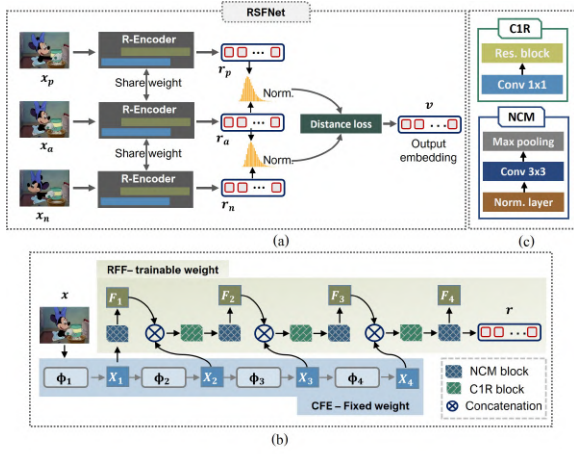 RSFNet
R-Encoder
x_p
r_p
Share weight
Norm.
R-Encoder
x_a
r_a
Distance loss
v
Output
embedding
Share weight
Norm.
R-Encoder
x_n
r_n
(a)
C1R
Res. block
Conv 1x1
NCM
Max pooling
Conv 3x3
Norm. layer
(c)
RFF– trainable weight
x
F_1
F_2
F_3
F_4
r
ϕ_1
X_1
ϕ_2
X_2
ϕ_3
X_3
ϕ_4
X_4
CFE – Fixed weight
NCM block
C1R block
Concatenation
(b)